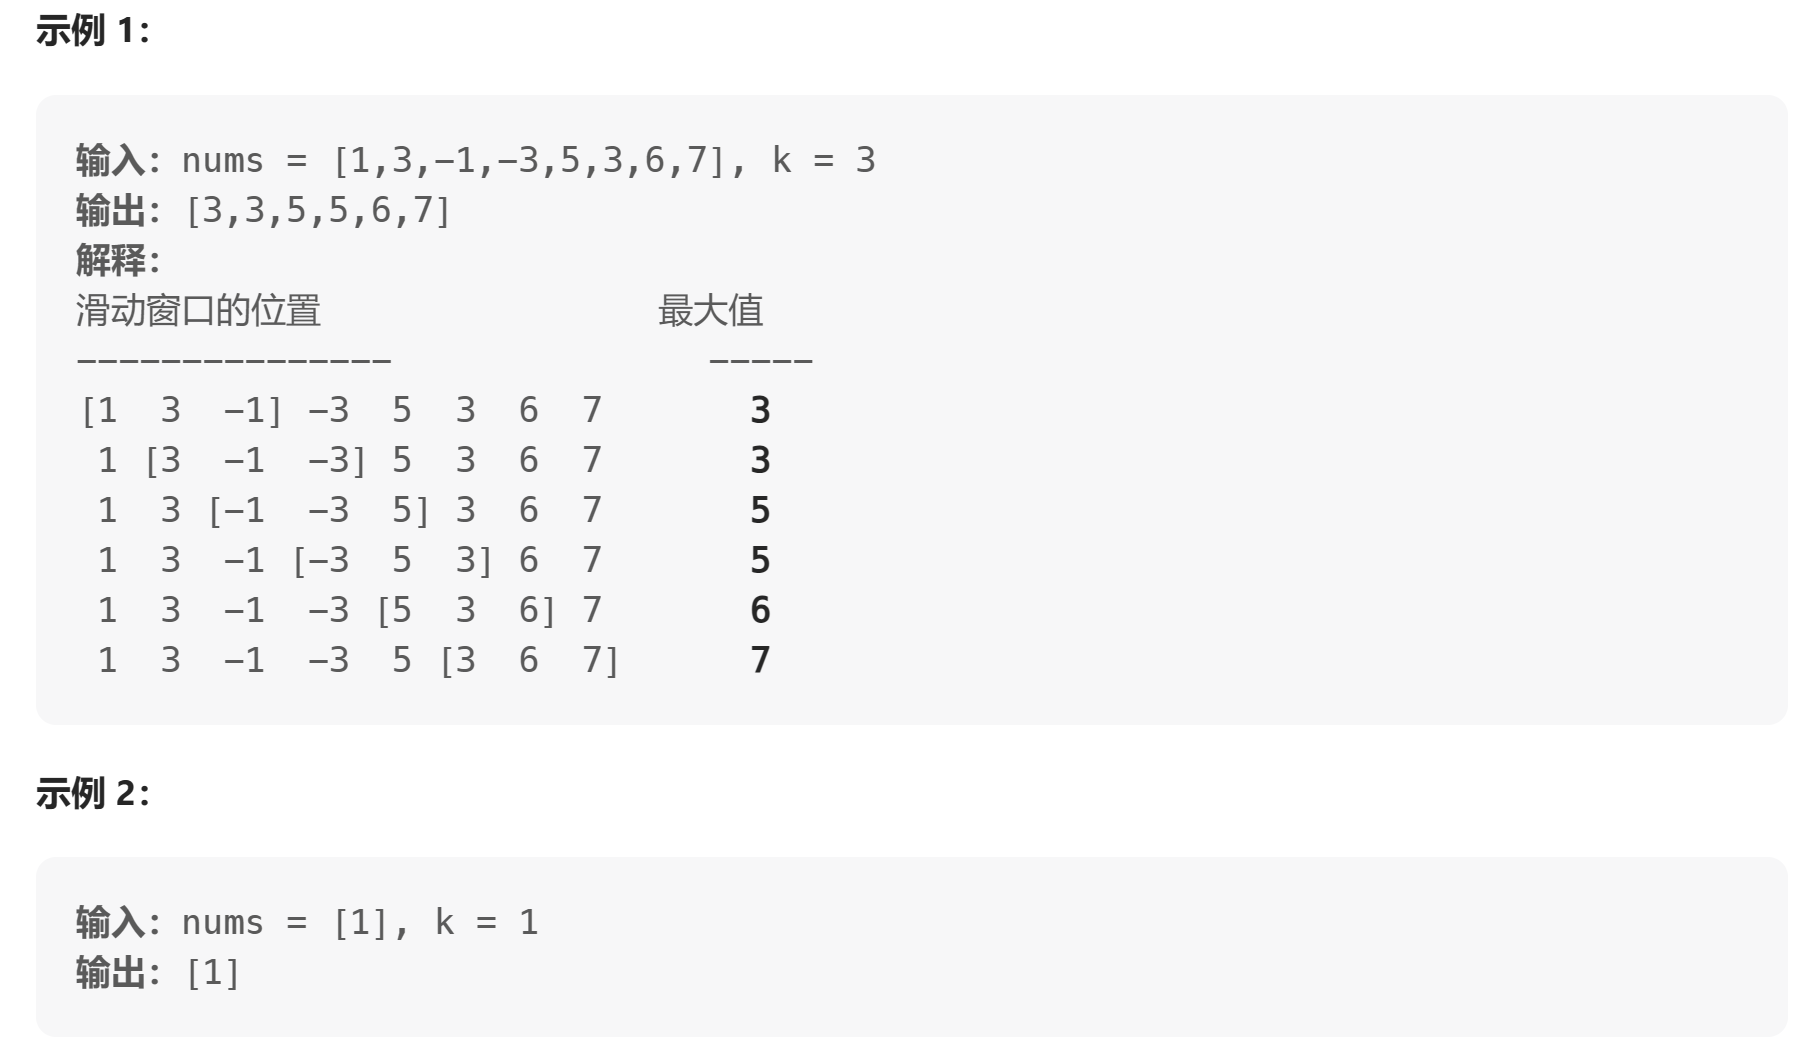 示例 1：
输入：nums = [1,3,-1,-3,5,3,6,7], k = 3
输出：[3,3,5,5,6,7]
解释：
滑动窗口的位置                最大值
---------------               -----
[1  3  -1] -3  5  3  6  7       3
 1 [3  -1  -3] 5  3  6  7       3
 1  3 [-1  -3  5] 3  6  7       5
 1  3  -1 [-3  5  3] 6  7       5
 1  3  -1  -3 [5  3  6] 7       6
 1  3  -1  -3  5 [3  6  7]      7
示例 2：
输入：nums = [1], k = 1
输出：[1]